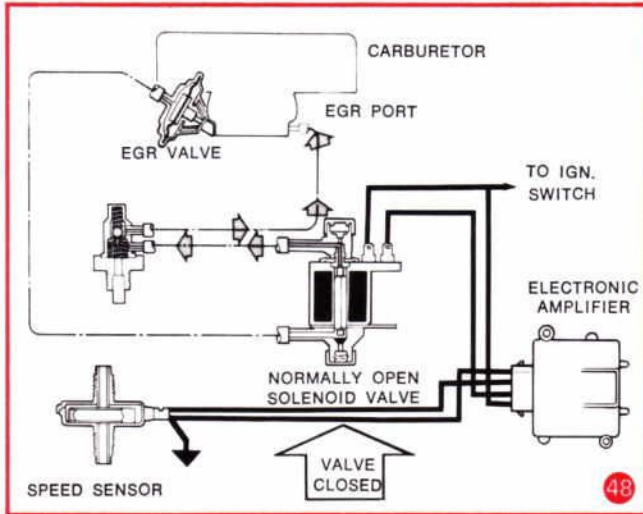 CARBURETOR
EGR PORT
EGR VALVE
TO IGN.
SWITCH
ELECTRONIC
AMPLIFIER
NORMALLY OPEN
SOLENOID VALVE
VALVE
CLOSED
SPEED SENSOR
48